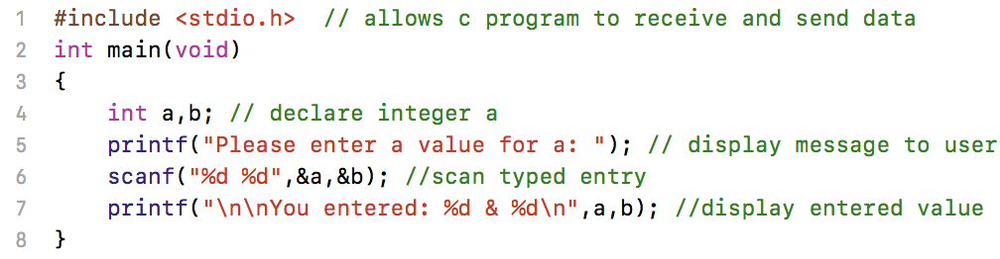 1 #include <stdio.h> // allows c program to receive and send data
2 int main(void)
3 {
4 int a,b; // declare integer a
5 printf("Please enter a value for a: "); // display message to user
6 scanf("%d %d",&a,&b); //scan typed entry
7 printf("\n\nYou entered: %d & %d\n",a,b); //display entered value
8 }